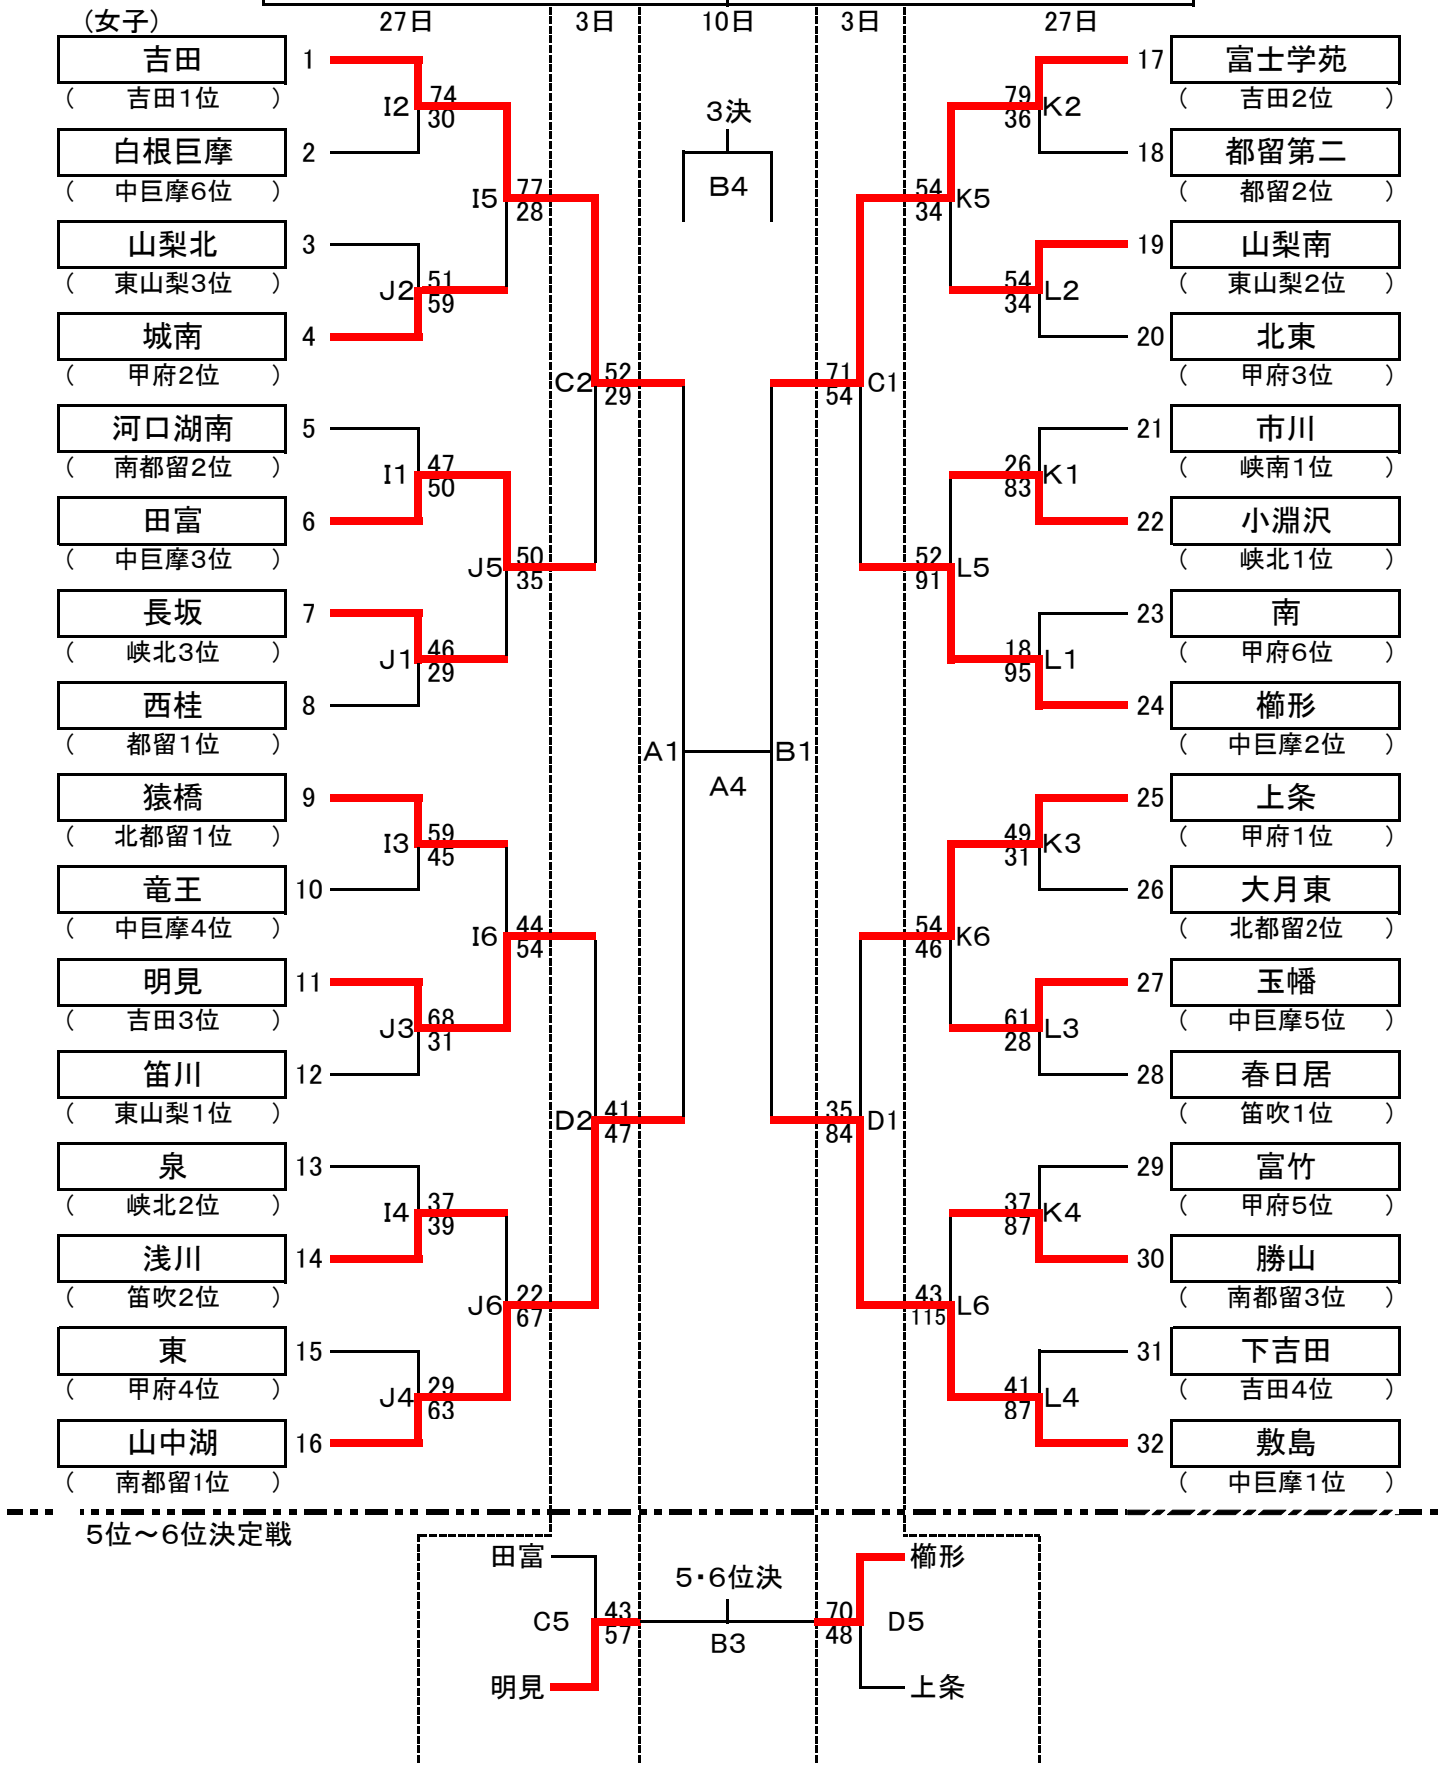 (女子) 27日 3日 10日 3日 27日
吉田 1
( 吉田1位 )
I2 74
30
白根巨摩 2
( 中巨摩6位 )
I5 77
28
山梨北 3
( 東山梨3位 )
J2 51
59
城南 4
( 甲府2位 )
C2 52
29
河口湖南 5
( 南都留2位 )
I1 47
50
田富 6
( 中巨摩3位 )
J5 50
35
長坂 7
( 峡北3位 )
J1 46
29
西桂 8
( 都留1位 )
猿橋 9
( 北都留1位 )
I3 59
45
竜王 10
( 中巨摩4位 )
I6 44
54
明見 11
( 吉田3位 )
J3 68
31
笛川 12
( 東山梨1位 )
D2 41
47
泉 13
( 峡北2位 )
I4 37
39
浅川 14
( 笛吹2位 )
J6 22
67
東 15
( 甲府4位 )
J4 29
63
山中湖 16
( 南都留1位 )
3決
B4
A1 B1
A4
17 富士学苑
( 吉田2位 )
79 K2
36
18 都留第二
( 都留2位 )
54 K5
34
19 山梨南
( 東山梨2位 )
54 L2
34
20 北東
( 甲府3位 )
71 C1
54
21 市川
( 峡南1位 )
26 K1
83
22 小淵沢
( 峡北1位 )
52 L5
91
23 南
( 甲府6位 )
18 L1
95
24 櫛形
( 中巨摩2位 )
25 上条
( 甲府1位 )
49 K3
31
26 大月東
( 北都留2位 )
54 K6
46
27 玉幡
( 中巨摩5位 )
61 L3
28
28 春日居
( 笛吹1位 )
35 D1
84
29 富竹
( 甲府5位 )
37 K4
87
30 勝山
( 南都留3位 )
43 L6
115
31 下吉田
( 吉田4位 )
41 L4
87
32 敷島
( 中巨摩1位 )
5位～6位決定戦
田富 櫛形
5・6位決
C5 43 70 D5
57 48
B3
明見 上条